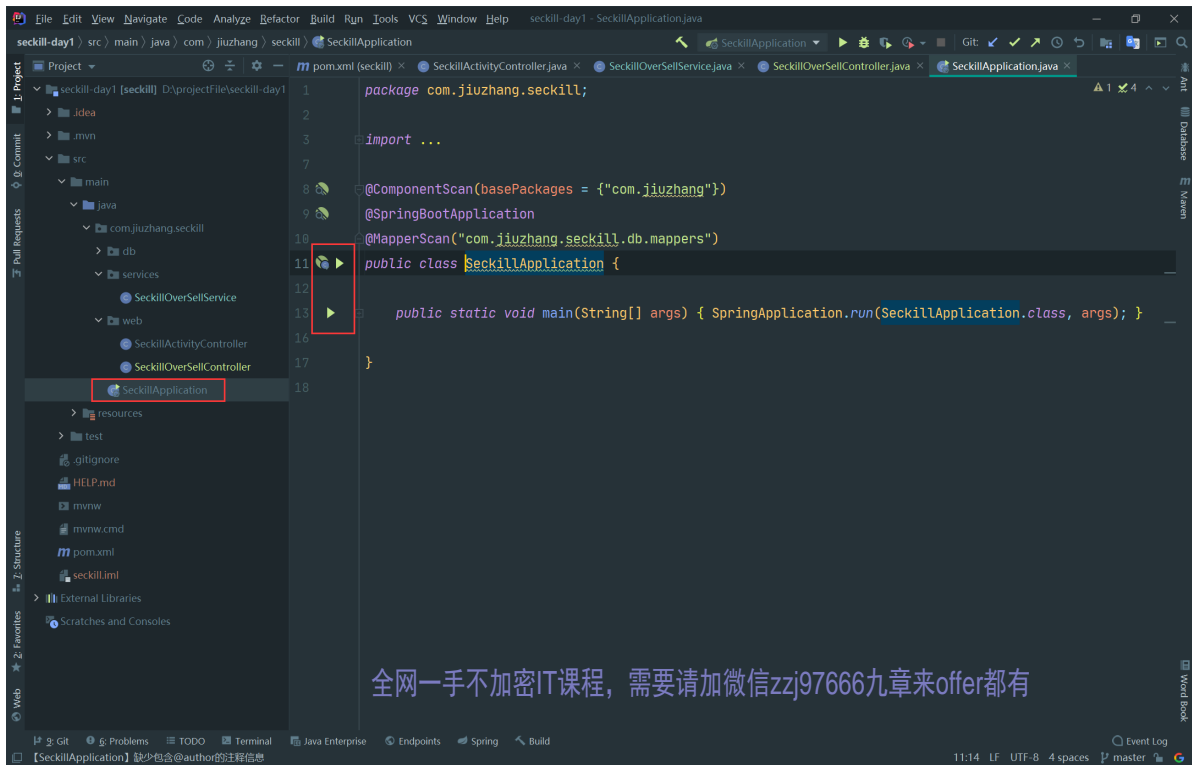 File Edit View Navigate Code Analyze Refactor Build Run Tools VCS Window Help seckill-day1 - SeckillApplication.java
seckill-day1 〉 src 〉 main 〉 java 〉 com 〉 jiuzhang 〉 seckill 〉 SeckillApplication
SeckillApplication Git:
Project
pom.xml (seckill) SeckillActivityController.java SeckillOverSellService.java SeckillOverSellController.java SeckillApplication.java
seckill-day1 [seckill] D:\projectFile\seckill-day1
.idea
.mvn
src
main
java
com.jiuzhang.seckill
db
services
SeckillOverSellService
web
SeckillActivityController
SeckillOverSellController
SeckillApplication
resources
test
.gitignore
HELP.md
mvnw
mvnw.cmd
pom.xml
seckill.iml
External Libraries
Scratches and Consoles
1 package com.jiuzhang.seckill;
2
3 import ...
7
8 @ComponentScan(basePackages = {"com.jiuzhang"})
9 @SpringBootApplication
10 @MapperScan("com.jiuzhang.seckill.db.mappers")
11 public class SeckillApplication {
12
13 public static void main(String[] args) { SpringApplication.run(SeckillApplication.class, args); }
16
17 }
18
1 4
1: Project
0: Commit
Pull Requests
7: Structure
2: Favorites
Web
Ant
Database
Maven
Word Book
全网一手不加密IT课程，需要请加微信zzj97666九章来offer都有
9: Git 6: Problems TODO Terminal Java Enterprise Endpoints Spring Build Event Log
【SeckillApplication】缺少包含@author的注释信息 11:14 LF UTF-8 4 spaces master